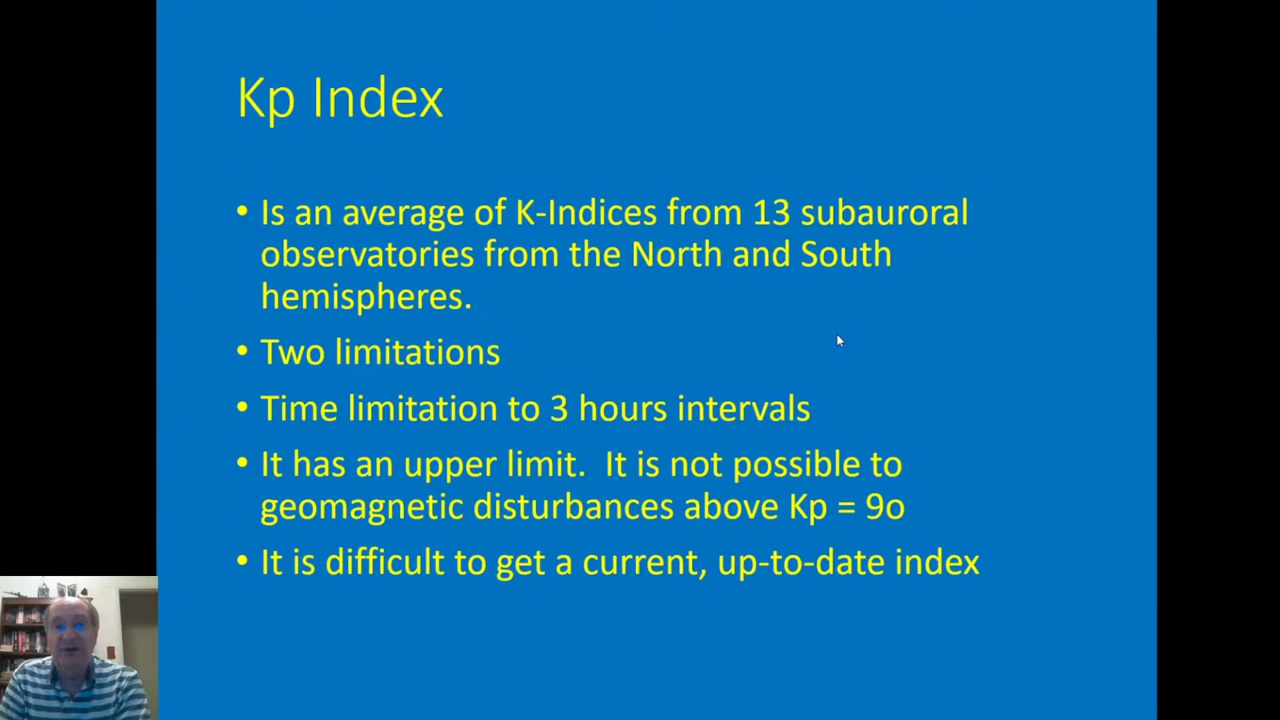 Kp Index
• Is an average of K-Indices from 13 subauroral
observatories from the North and South
hemispheres.
• Two limitations
• Time limitation to 3 hours intervals
• It has an upper limit.  It is not possible to
geomagnetic disturbances above Kp = 9o
• It is difficult to get a current, up-to-date index